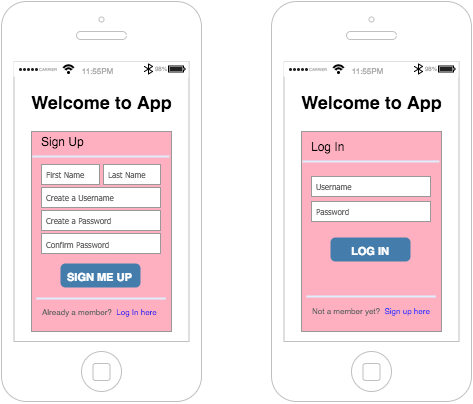 CARRIER 11:55PM 98%
Welcome to App
Sign Up
First Name Last Name
Create a Username
Create a Password
Confirm Password
SIGN ME UP
Already a member? Log In here
CARRIER 11:55PM 98%
Welcome to App
Log In
Username
Password
LOG IN
Not a member yet? Sign up here